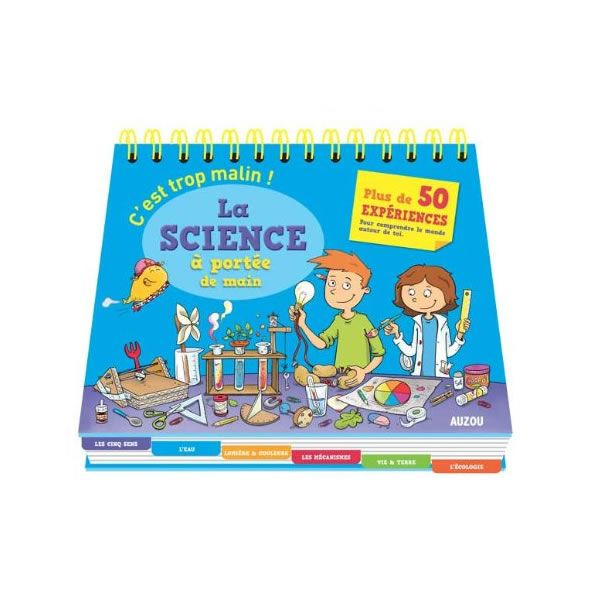 C'est trop malin !
La
SCIENCE
à portée
de main
Plus de 50
EXPÉRIENCES
Pour comprendre le monde
autour de toi.
AUZOU
LES CINQ SENS
L'EAU
LUMIÈRE & COULEURS
LES MÉCANISMES
VIE & TERRE
L'ÉCOLOGIE